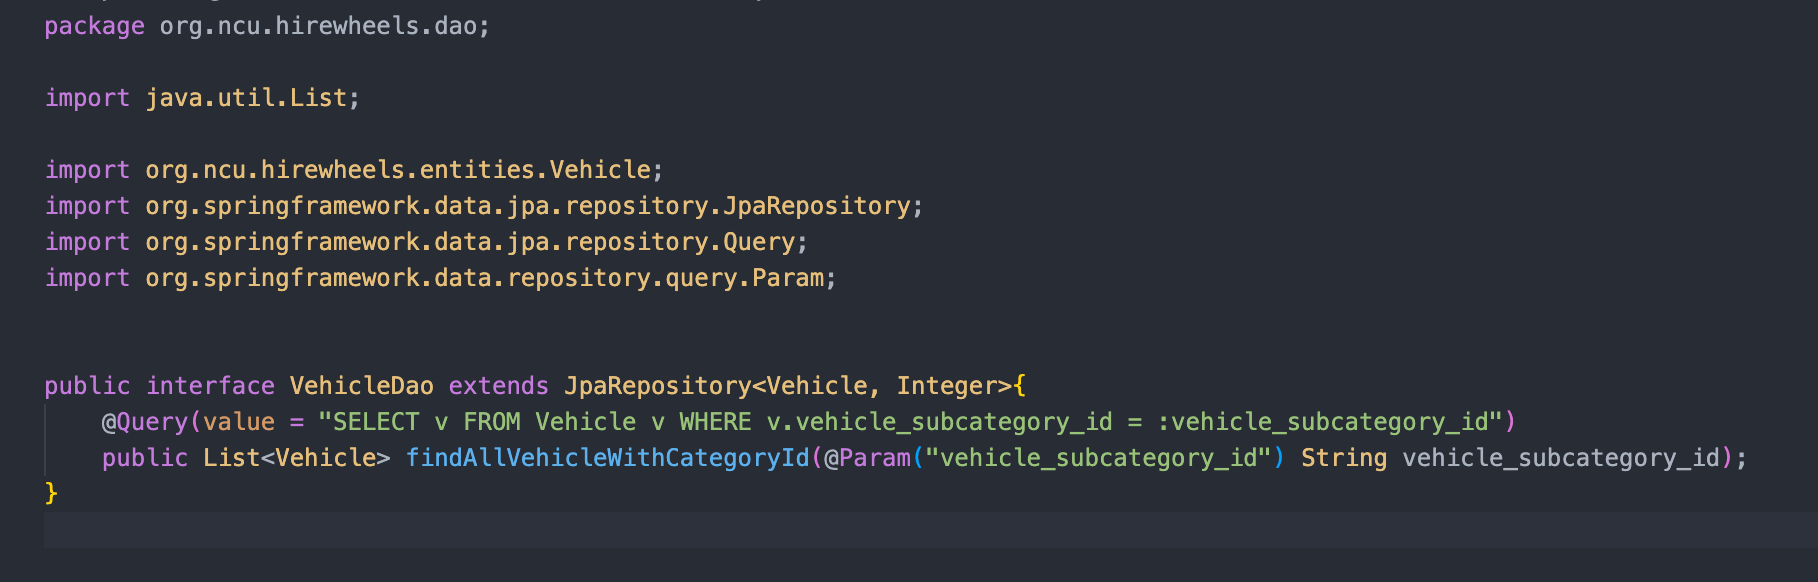 package org.ncu.hirewheels.dao;
import java.util.List;
import org.ncu.hirewheels.entities.Vehicle;
import org.springframework.data.jpa.repository.JpaRepository;
import org.springframework.data.jpa.repository.Query;
import org.springframework.data.repository.query.Param;
public interface VehicleDao extends JpaRepository<Vehicle, Integer>{
@Query(value = "SELECT v FROM Vehicle v WHERE v.vehicle_subcategory_id = :vehicle_subcategory_id")
public List<Vehicle> findAllVehicleWithCategoryId(@Param("vehicle_subcategory_id") String vehicle_subcategory_id);
}